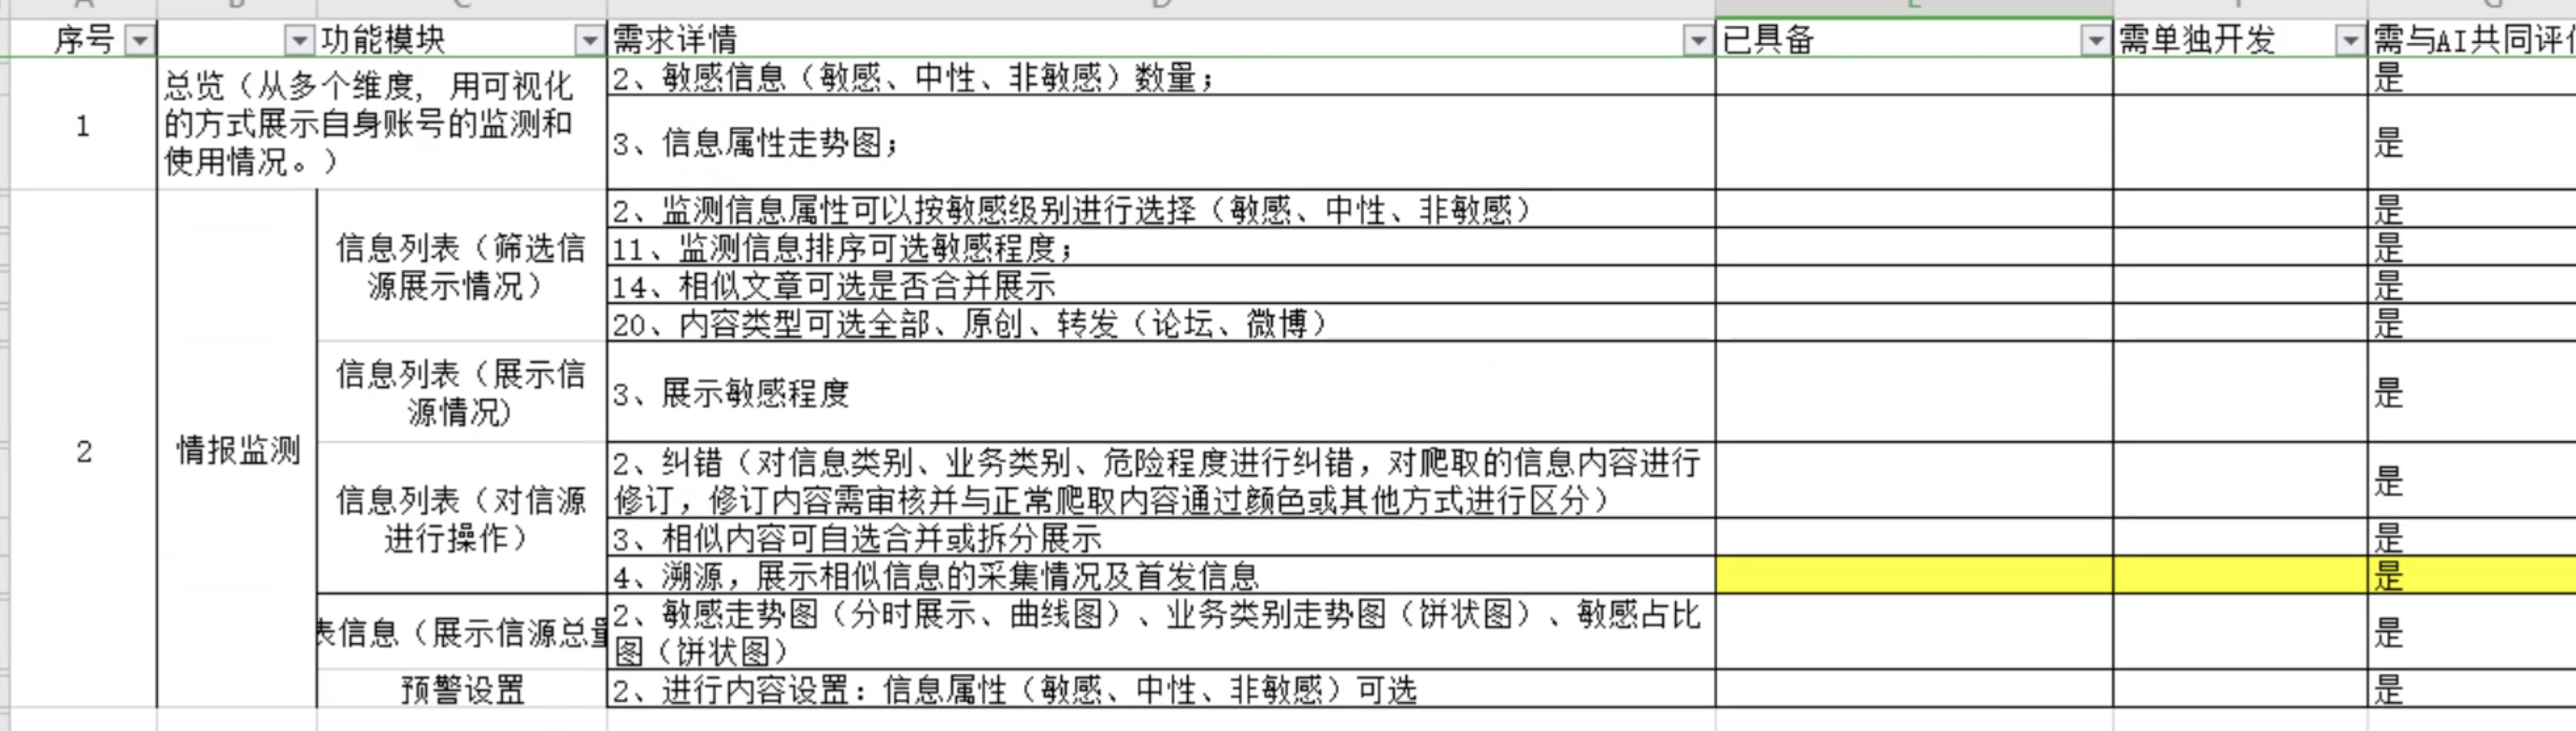 序号
功能模块
需求详情
已具备
需单独开发
需与AI共同评估
1
总览（从多个维度，用可视化
的方式展示自身账号的监测和
使用情况。）
2、敏感信息（敏感、中性、非敏感）数量；
是
3、信息属性走势图；
是
2
情报监测
信息列表（筛选信
源展示情况）
2、监测信息属性可以按敏感级别进行选择（敏感、中性、非敏感）
是
11、监测信息排序可选敏感程度；
是
14、相似文章可选是否合并展示
是
20、内容类型可选全部、原创、转发（论坛、微博）
是
信息列表（展示信
源情况）
3、展示敏感程度
是
信息列表（对信源
进行操作）
2、纠错（对信息类别、业务类别、危险程度进行纠错，对爬取的信息内容进行
修订，修订内容需审核并与正常爬取内容通过颜色或其他方式进行区分）
是
3、相似内容可自选合并或拆分展示
是
4、溯源，展示相似信息的采集情况及首发信息
是
表信息（展示信源总量
2、敏感走势图（分时展示、曲线图）、业务类别走势图（饼状图）、敏感占比
图（饼状图）
是
预警设置
2、进行内容设置：信息属性（敏感、中性、非敏感）可选
是